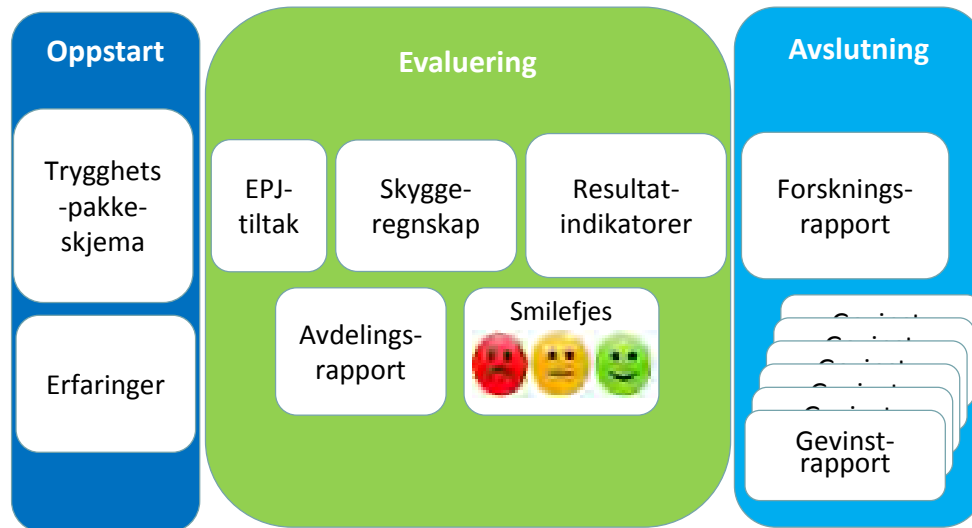 Oppstart
Trygghets
-pakke-
skjema
Erfaringer
Evaluering
EPJ-
tiltak
Skygge-
regnskap
Resultat-
indikatorer
Avdelings-
rapport
Smilefjes
Avslutning
Forsknings-
rapport
Gevinst-
rapport